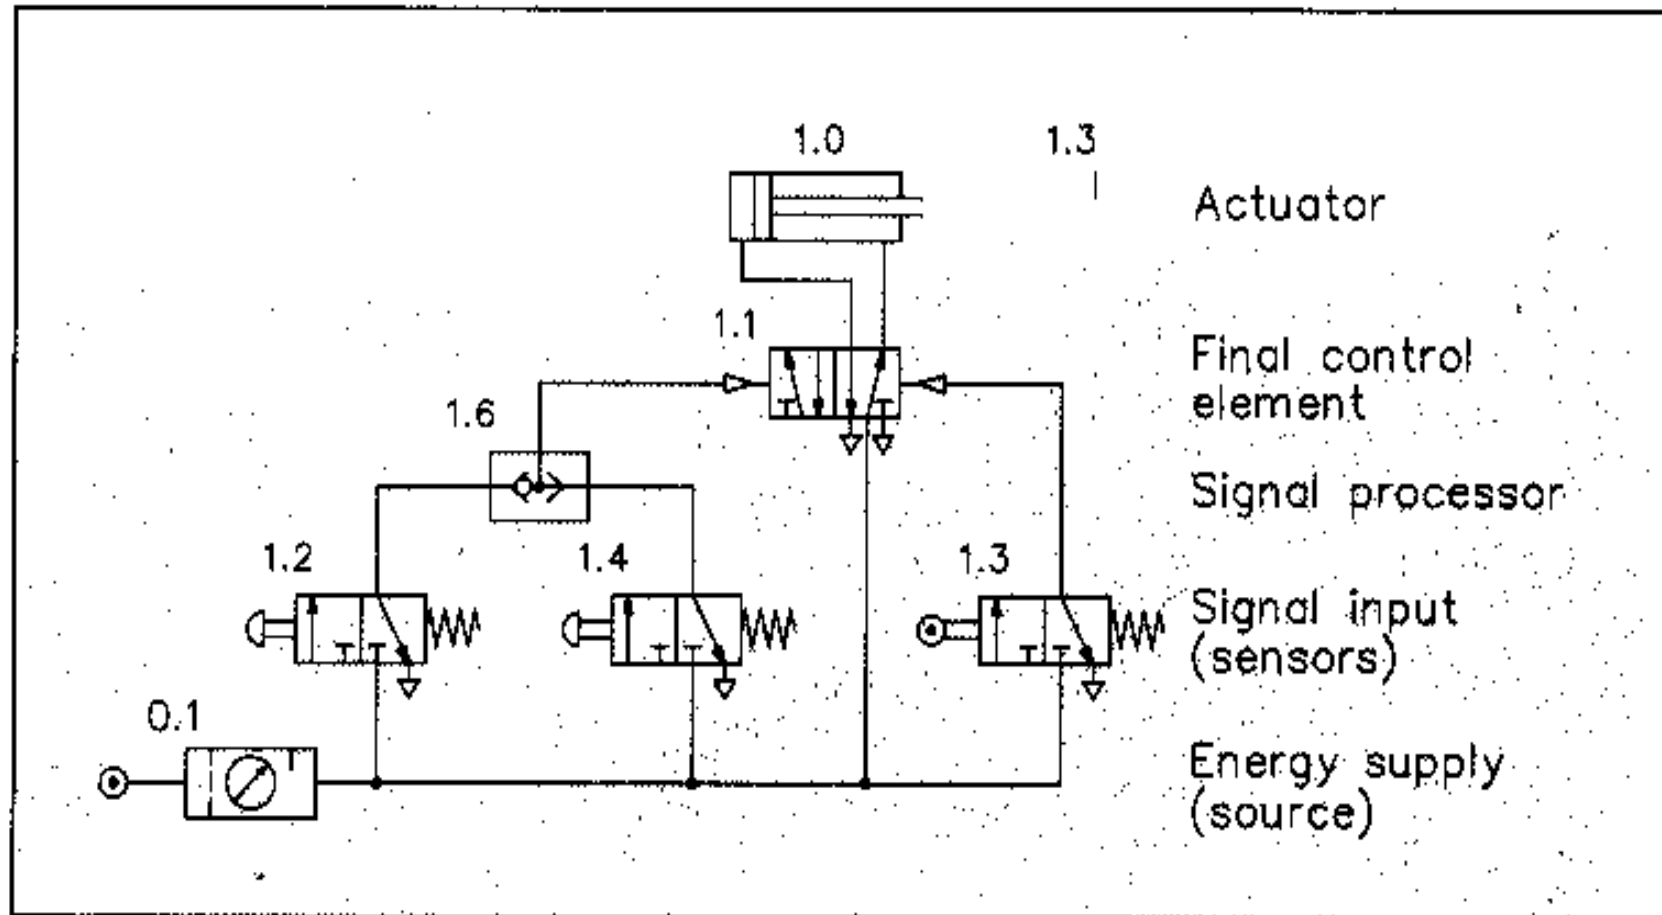 1.0
1.3
Actuator
1.1
Final control
element
1.6
Signal processor
1.2
1.4
1.3
Signal input
(sensors)
0.1
Energy supply
(source)